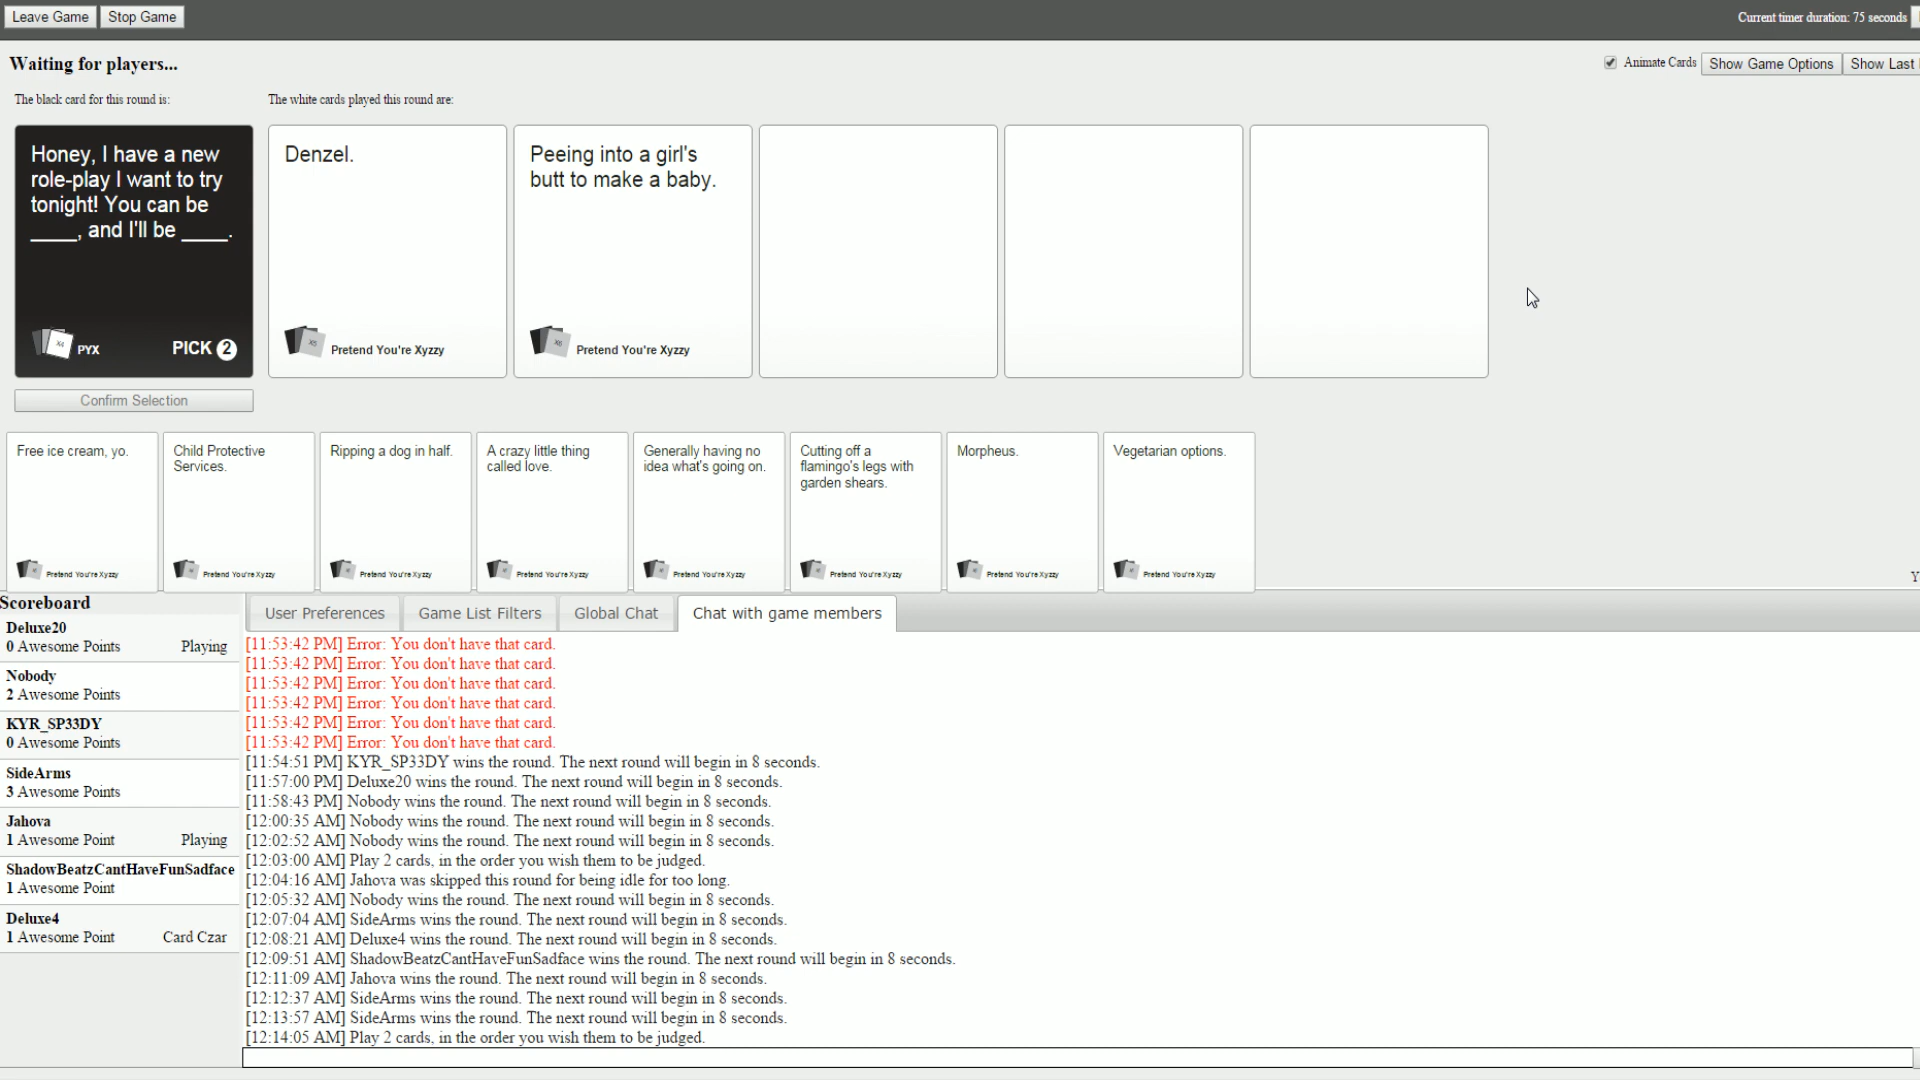 Leave Game Stop Game Current timer duration: 75 seconds
Waiting for players...
Animate Cards Show Game Options Show Last
The black card for this round is: The white cards played this round are:
Honey, I have a new
role-play I want to try
tonight! You can be
____, and I'll be ____.
PYX PICK 2
Denzel.
Pretend You're Xyzzy
Peeing into a girl's
butt to make a baby.
Pretend You're Xyzzy
Confirm Selection
Free ice cream, yo.
Pretend You're Xyzzy
Child Protective
Services.
Pretend You're Xyzzy
Ripping a dog in half.
Pretend You're Xyzzy
A crazy little thing
called love.
Pretend You're Xyzzy
Generally having no
idea what's going on.
Pretend You're Xyzzy
Cutting off a
flamingo's legs with
garden shears.
Pretend You're Xyzzy
Morpheus.
Pretend You're Xyzzy
Vegetarian options.
Pretend You're Xyzzy
Y
Scoreboard
Deluxe20
0 Awesome Points Playing
Nobody
2 Awesome Points
KYR_SP33DY
0 Awesome Points
SideArms
3 Awesome Points
Jahova
1 Awesome Point Playing
ShadowBeatzCantHaveFunSadface
1 Awesome Point
Deluxe4
1 Awesome Point Card Czar
User Preferences Game List Filters Global Chat Chat with game members
[11:53:42 PM] Error: You don't have that card.
[11:53:42 PM] Error: You don't have that card.
[11:53:42 PM] Error: You don't have that card.
[11:53:42 PM] Error: You don't have that card.
[11:53:42 PM] Error: You don't have that card.
[11:53:42 PM] Error: You don't have that card.
[11:54:51 PM] KYR_SP33DY wins the round. The next round will begin in 8 seconds.
[11:57:00 PM] Deluxe20 wins the round. The next round will begin in 8 seconds.
[11:58:43 PM] Nobody wins the round. The next round will begin in 8 seconds.
[12:00:35 AM] Nobody wins the round. The next round will begin in 8 seconds.
[12:02:52 AM] Nobody wins the round. The next round will begin in 8 seconds.
[12:03:00 AM] Play 2 cards, in the order you wish them to be judged.
[12:04:16 AM] Jahova was skipped this round for being idle for too long.
[12:05:32 AM] Nobody wins the round. The next round will begin in 8 seconds.
[12:07:04 AM] SideArms wins the round. The next round will begin in 8 seconds.
[12:08:21 AM] Deluxe4 wins the round. The next round will begin in 8 seconds.
[12:09:51 AM] ShadowBeatzCantHaveFunSadface wins the round. The next round will begin in 8 seconds.
[12:11:09 AM] Jahova wins the round. The next round will begin in 8 seconds.
[12:12:37 AM] SideArms wins the round. The next round will begin in 8 seconds.
[12:13:57 AM] SideArms wins the round. The next round will begin in 8 seconds.
[12:14:05 AM] Play 2 cards, in the order you wish them to be judged.